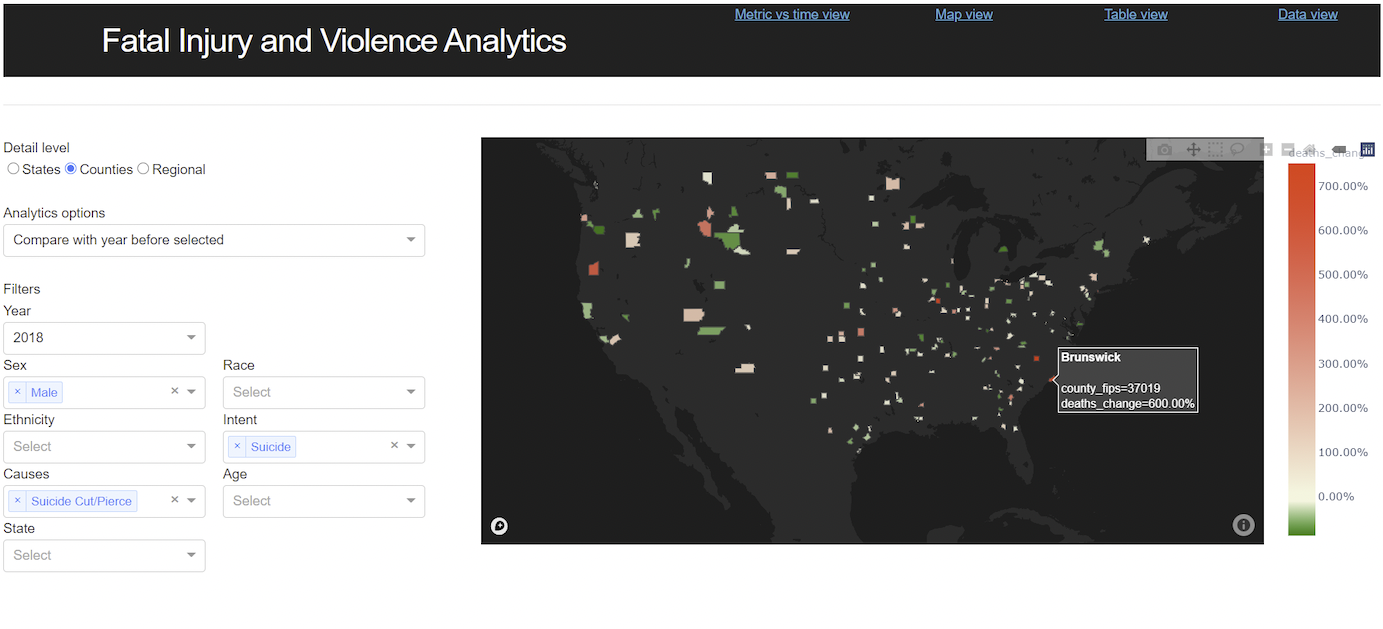 Metric vs time view Map view Table view Data view
Fatal Injury and Violence Analytics
Detail level
States Counties Regional
Analytics options
Compare with year before selected
Filters
Year
2018
Sex Race
× Male × Select
Ethnicity Intent
Select × Suicide ×
Causes Age
× Suicide Cut/Pierce × Select
State
Select
Brunswick
county_fips=37019
deaths_change=600.00%
700.00%
600.00%
500.00%
400.00%
300.00%
200.00%
100.00%
0.00%